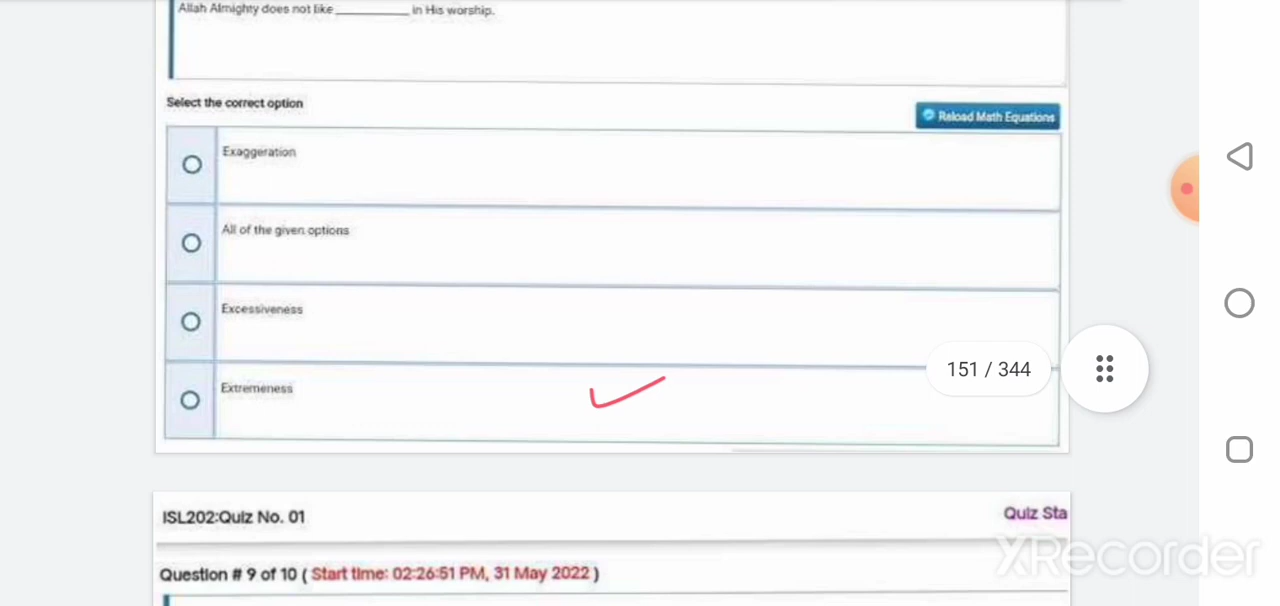 Allah Almighty does not like __________ in His worship.
Select the correct option
Reload Math Equations
Exaggeration
All of the given options
Excessiveness
151 / 344
Extremeness
ISL202:Quiz No. 01
Quiz Sta
XRecorder
Question # 9 of 10 ( Start time: 02:26:51 PM, 31 May 2022 )